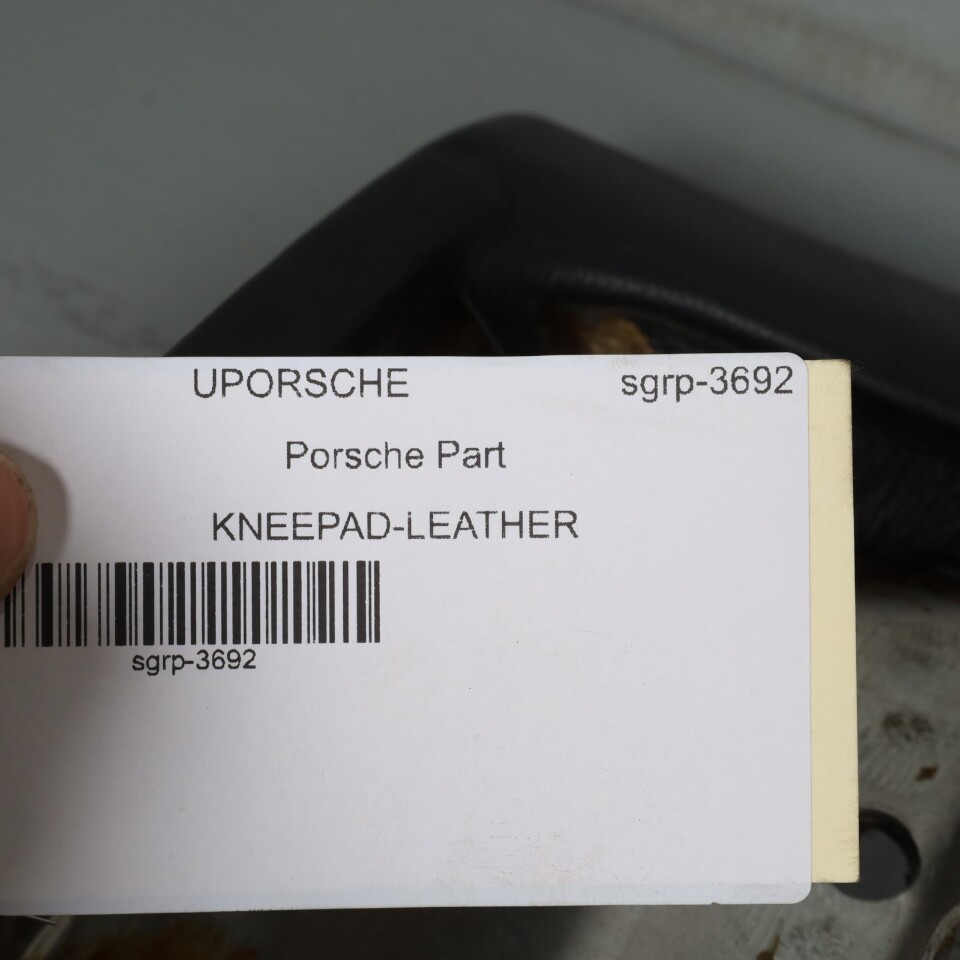 UPORSCHE sgrp-3692
Porsche Part
KNEEPAD-LEATHER
sgrp-3692